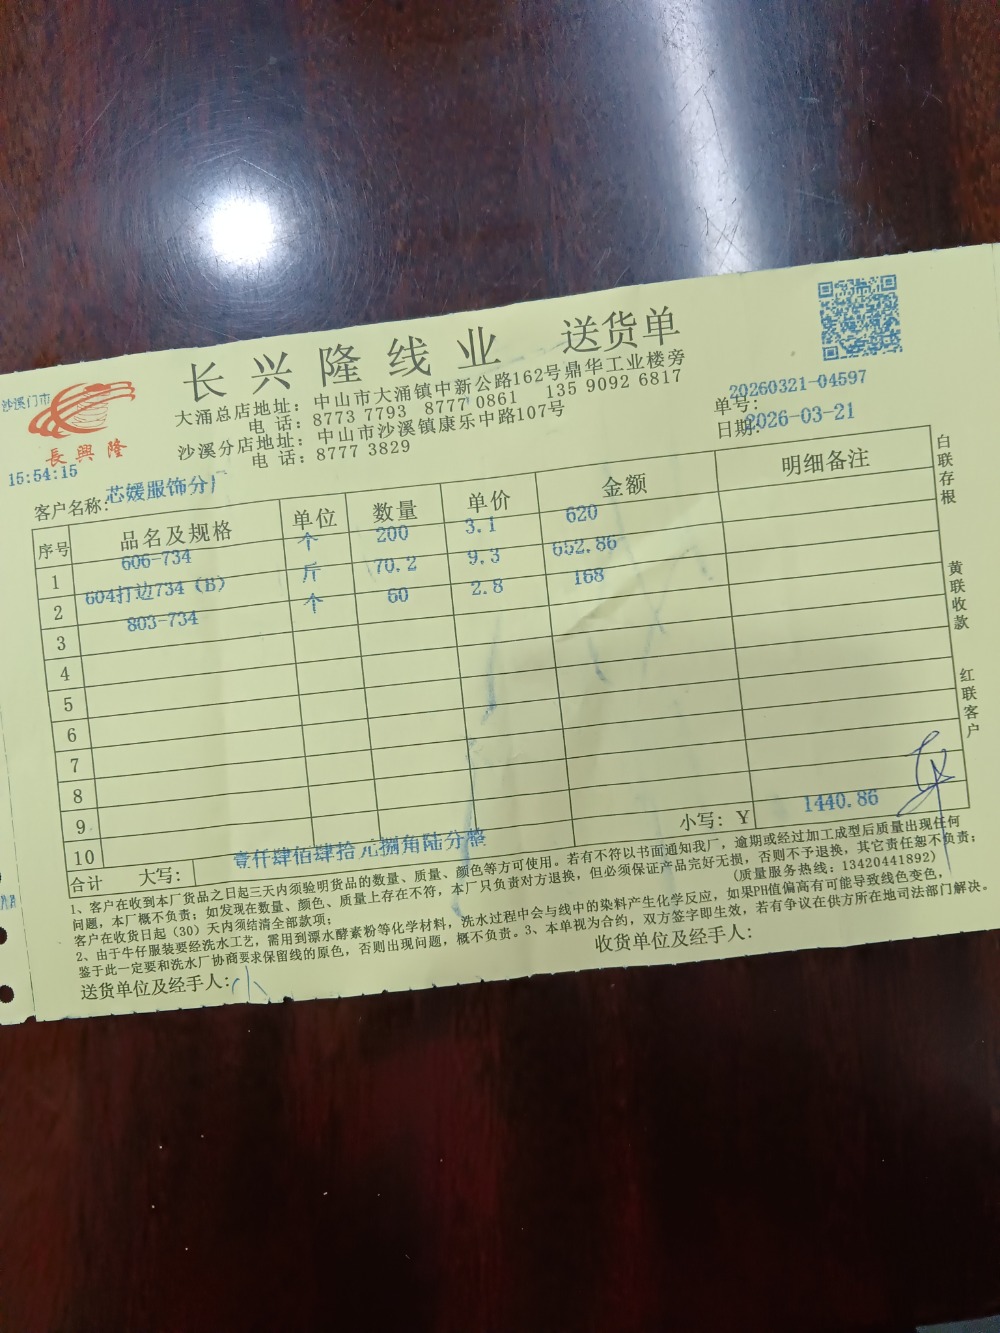 长兴隆线业 送货单
沙溪门市
長興隆
15:54:15
大涌总店地址：中山市大涌镇中新公路162号鼎华工业楼旁
电 话：8773 7793 8777 0861 135 9092 6817
沙溪分店地址：中山市沙溪镇康乐中路107号
电 话：8777 3829
单号：20260321-04597
日期：2026-03-21
客户名称：芯媛服饰分厂
序号 品名及规格 单位 数量 单价 金额 明细备注
1 606-734 个 200 3.1 620
2 604打边734（B） 斤 70.2 9.3 652.86
3 803-734 个 60 2.8 168
4
5
6
7
8
9
10
合计 大写：壹仟肆佰肆拾元捌角陆分整 小写：Y 1440.86
1、客户在收到本厂货品之日起三天内须验明货品的数量、质量、颜色等方可使用。若有不符以书面通知我厂，逾期或经过加工成型后质量出现任何
问题，本厂概不负责；如发现在数量、颜色、质量上存在不符，本厂只负责对方退换，但必须保证产品完好无损，否则不予退换，其它责任恕不负责；
客户在收货日起（30）天内须结清全部款项； （质量服务热线：13420441892）
2、由于牛仔服装要经洗水工艺，需用到漂水酵素粉等化学材料，洗水过程中会与线中的染料产生化学反应，如果PH值偏高有可能导致线色变色，
鉴于此一定要和洗水厂协商要求保留线的原色，否则出现问题，概不负责。3、本单视为合约，双方签字即生效，若有争议在供方所在地司法部门解决。
送货单位及经手人： 收货单位及经手人：
白联存根
黄联收款
红联客户